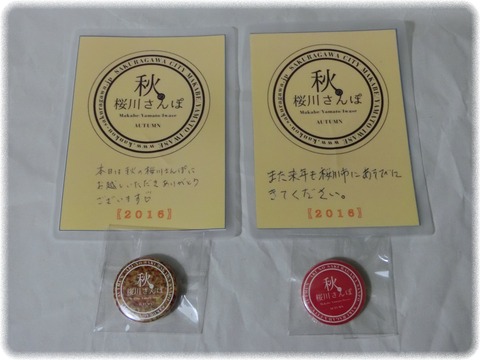 SAKURAGAWA CITY MAKABE YAMATO IWASE
秋
桜川さんぽ
Makabe・Yamato・Iwase
AUTUMN
本日は秋の桜川さんぽに
お越しいただきありがとう
ございます
〖2016〗
SAKURAGAWA CITY MAKABE YAMATO IWASE
秋
桜川さんぽ
Makabe・Yamato・Iwase
AUTUMN
また来年も桜川市にあそびに
きてください。
〖2016〗
秋
桜川さんぽ
秋
桜川さんぽ